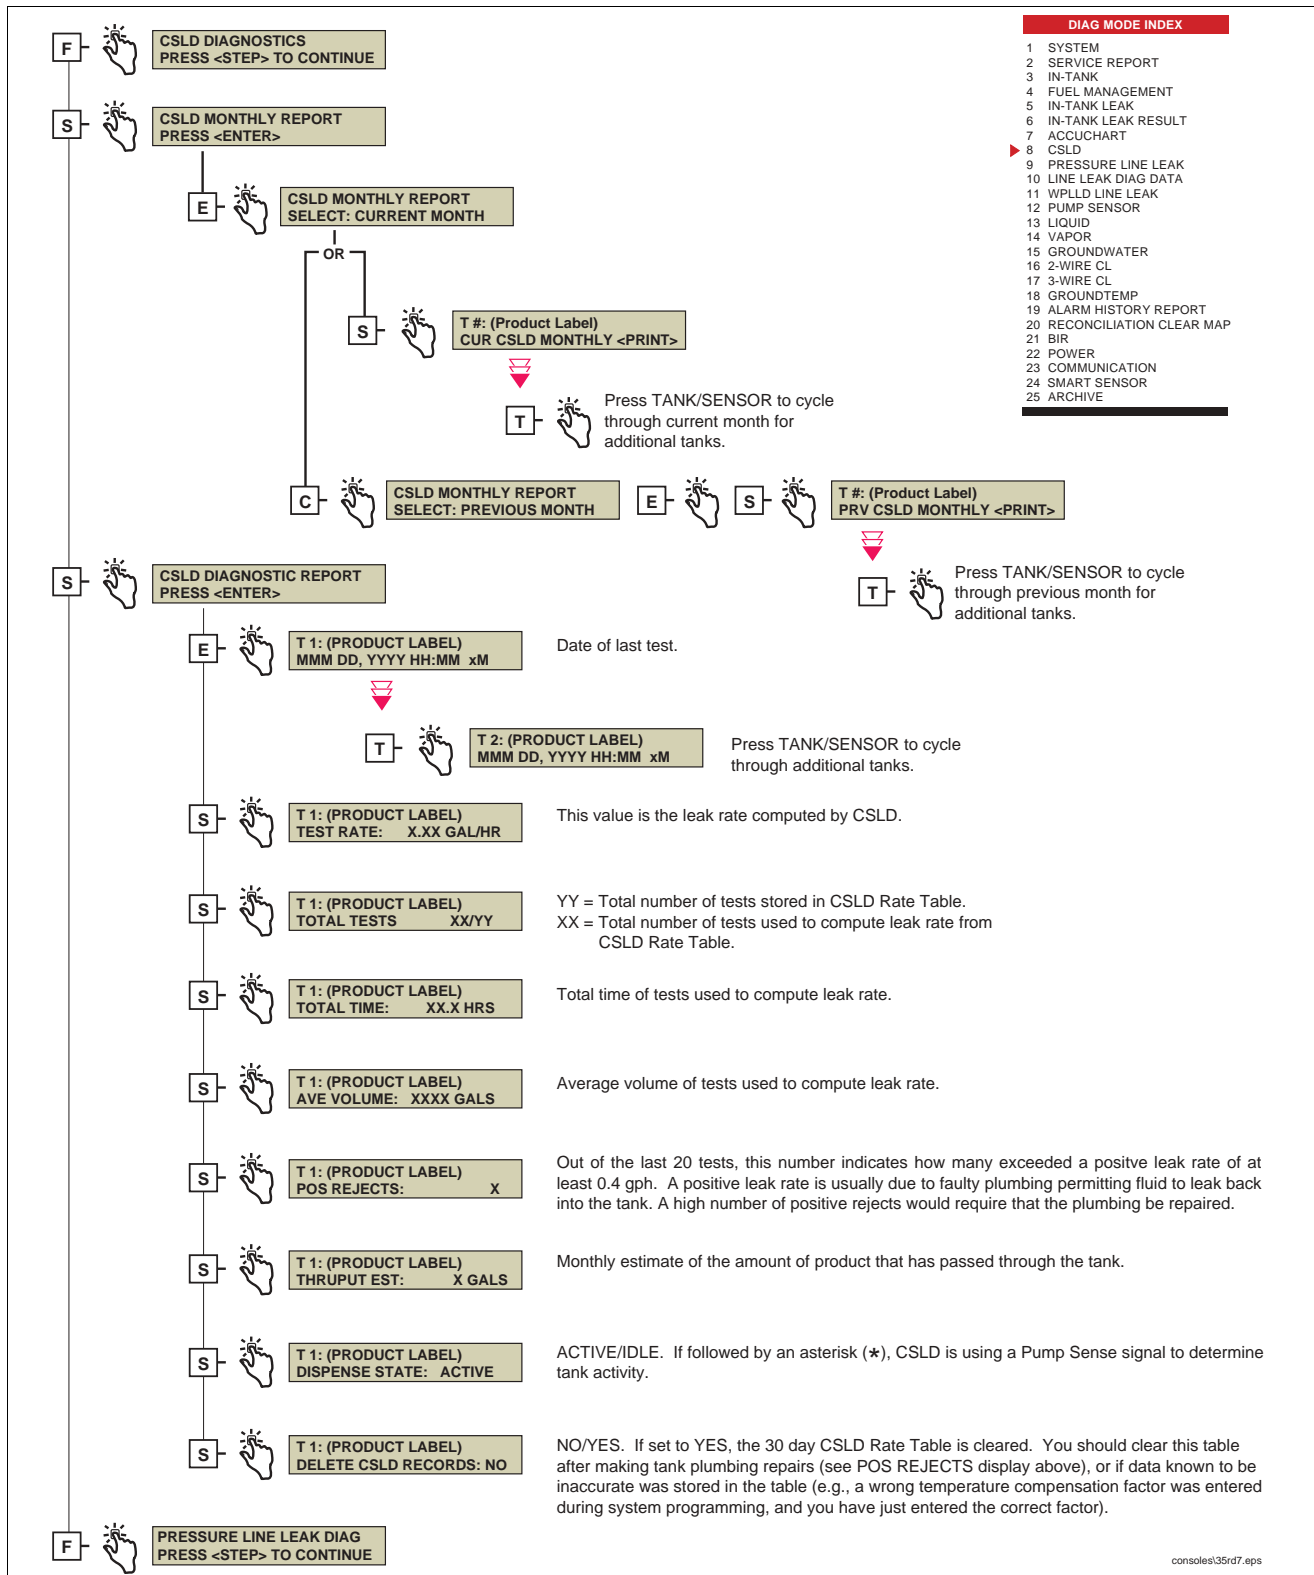 DIAG MODE INDEX
1 SYSTEM
2 SERVICE REPORT
3 IN-TANK
4 FUEL MANAGEMENT
5 IN-TANK LEAK
6 IN-TANK LEAK RESULT
7 ACCUCHART
8 CSLD
9 PRESSURE LINE LEAK
10 LINE LEAK DIAG DATA
11 WPLLD LINE LEAK
12 PUMP SENSOR
13 LIQUID
14 VAPOR
15 GROUNDWATER
16 2-WIRE CL
17 3-WIRE CL
18 GROUNDTEMP
19 ALARM HISTORY REPORT
20 RECONCILIATION CLEAR MAP
21 BIR
22 POWER
23 COMMUNICATION
24 SMART SENSOR
25 ARCHIVE
F
CSLD DIAGNOSTICS
PRESS <STEP> TO CONTINUE
S
CSLD MONTHLY REPORT
PRESS <ENTER>
E
CSLD MONTHLY REPORT
SELECT: CURRENT MONTH
OR
S
T #: (Product Label)
CUR CSLD MONTHLY <PRINT>
T
Press TANK/SENSOR to cycle
through current month for
additional tanks.
C
CSLD MONTHLY REPORT
SELECT: PREVIOUS MONTH
E
S
T #: (Product Label)
PRV CSLD MONTHLY <PRINT>
T
Press TANK/SENSOR to cycle
through previous month for
additional tanks.
S
CSLD DIAGNOSTIC REPORT
PRESS <ENTER>
E
T 1: (PRODUCT LABEL)
MMM DD, YYYY HH:MM xM
Date of last test.
T
T 2: (PRODUCT LABEL)
MMM DD, YYYY HH:MM xM
Press TANK/SENSOR to cycle
through additional tanks.
S
T 1: (PRODUCT LABEL)
TEST RATE: X.XX GAL/HR
This value is the leak rate computed by CSLD.
S
T 1: (PRODUCT LABEL)
TOTAL TESTS XX/YY
YY = Total number of tests stored in CSLD Rate Table.
XX = Total number of tests used to compute leak rate from
CSLD Rate Table.
S
T 1: (PRODUCT LABEL)
TOTAL TIME: XX.X HRS
Total time of tests used to compute leak rate.
S
T 1: (PRODUCT LABEL)
AVE VOLUME: XXXX GALS
Average volume of tests used to compute leak rate.
S
T 1: (PRODUCT LABEL)
POS REJECTS: X
Out of the last 20 tests, this number indicates how many exceeded a positve leak rate of at
least 0.4 gph. A positive leak rate is usually due to faulty plumbing permitting fluid to leak back
into the tank. A high number of positive rejects would require that the plumbing be repaired.
S
T 1: (PRODUCT LABEL)
THRUPUT EST: X GALS
Monthly estimate of the amount of product that has passed through the tank.
S
T 1: (PRODUCT LABEL)
DISPENSE STATE: ACTIVE
ACTIVE/IDLE. If followed by an asterisk (*), CSLD is using a Pump Sense signal to determine
tank activity.
S
T 1: (PRODUCT LABEL)
DELETE CSLD RECORDS: NO
NO/YES. If set to YES, the 30 day CSLD Rate Table is cleared. You should clear this table
after making tank plumbing repairs (see POS REJECTS display above), or if data known to be
inaccurate was stored in the table (e.g., a wrong temperature compensation factor was entered
during system programming, and you have just entered the correct factor).
F
PRESSURE LINE LEAK DIAG
PRESS <STEP> TO CONTINUE
consoles\35rd7.eps